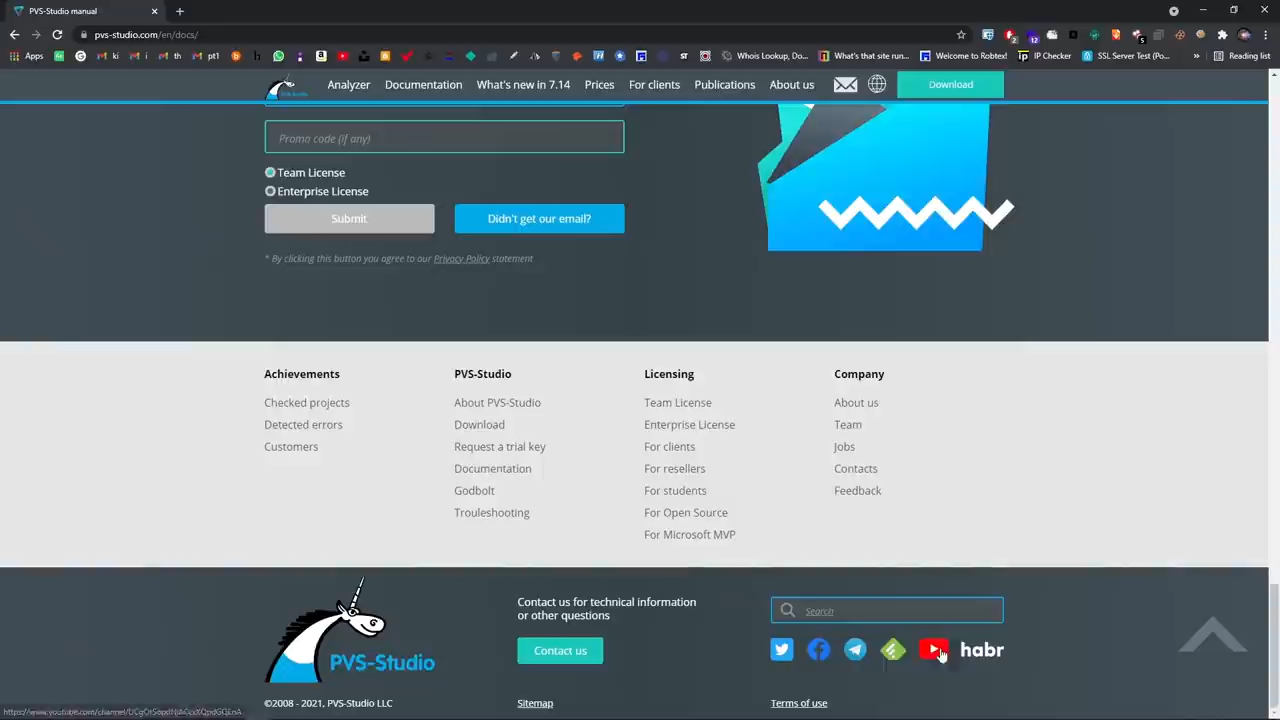 PVS-Studio manual
pvs-studio.com/en/docs/
Apps
ki
i
th
pt1
Whois Lookup, Do...
What's that site run...
Welcome to Robtex!
IP Checker
SSL Server Test (Po...
Reading list
Analyzer
Documentation
What's new in 7.14
Prices
For clients
Publications
About us
Download
Promo code (if any)
Team License
Enterprise License
Submit
Didn't get our email?
* By clicking this button you agree to our Privacy Policy statement
Achievements
Checked projects
Detected errors
Customers
PVS-Studio
About PVS-Studio
Download
Request a trial key
Documentation
Godbolt
Trouleshooting
Licensing
Team License
Enterprise License
For clients
For resellers
For students
For Open Source
For Microsoft MVP
Company
About us
Team
Jobs
Contacts
Feedback
PVS-Studio
Contact us for technical information
or other questions
Contact us
Search
habr
©2008 - 2021, PVS-Studio LLC
Sitemap
Terms of use